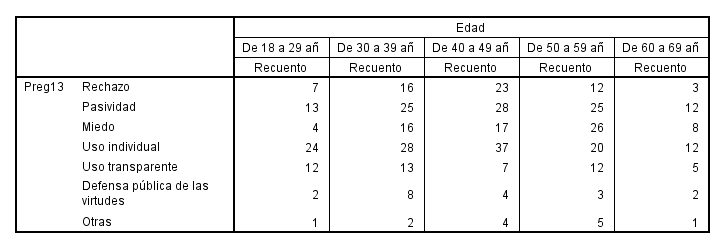 Edad
De 18 a 29 añ De 30 a 39 añ De 40 a 49 añ De 50 a 59 añ De 60 a 69 añ
Recuento Recuento Recuento Recuento Recuento
Preg13 Rechazo 7 16 23 12 3
Pasividad 13 25 28 25 12
Miedo 4 16 17 26 8
Uso individual 24 28 37 20 12
Uso transparente 12 13 7 12 5
Defensa pública de las
virtudes 2 8 4 3 2
Otras 1 2 4 5 1